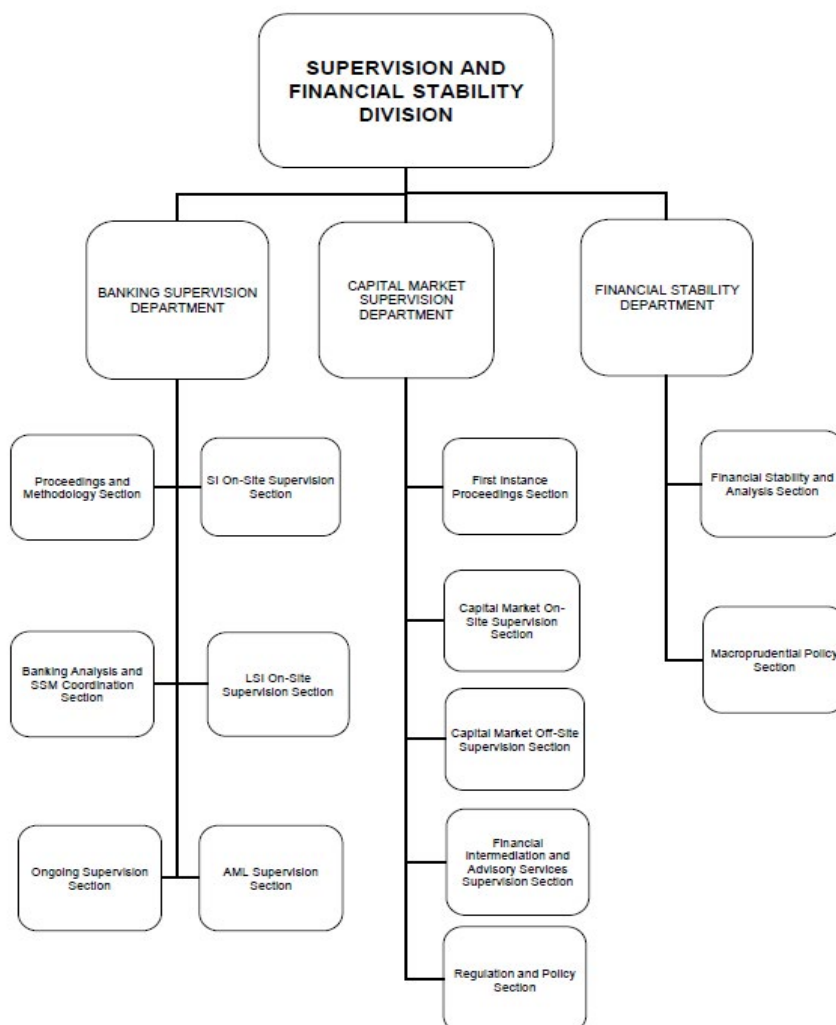 SUPERVISION AND
FINANCIAL STABILITY
DIVISION
BANKING SUPERVISION
DEPARTMENT
CAPITAL MARKET
SUPERVISION
DEPARTMENT
FINANCIAL STABILITY
DEPARTMENT
Proceedings and
Methodology Section
SI On-Site Supervision
Section
First Instance
Proceedings Section
Financial Stability and
Analysis Section
Banking Analysis and
SSM Coordination
Section
LSI On-Site
Supervision Section
Capital Market On-
Site Supervision
Section
Macroprudential Policy
Section
Capital Market Off-Site
Supervision Section
Ongoing Supervision
Section
AML Supervision
Section
Financial
Intermediation and
Advisory Services
Supervision Section
Regulation and Policy
Section